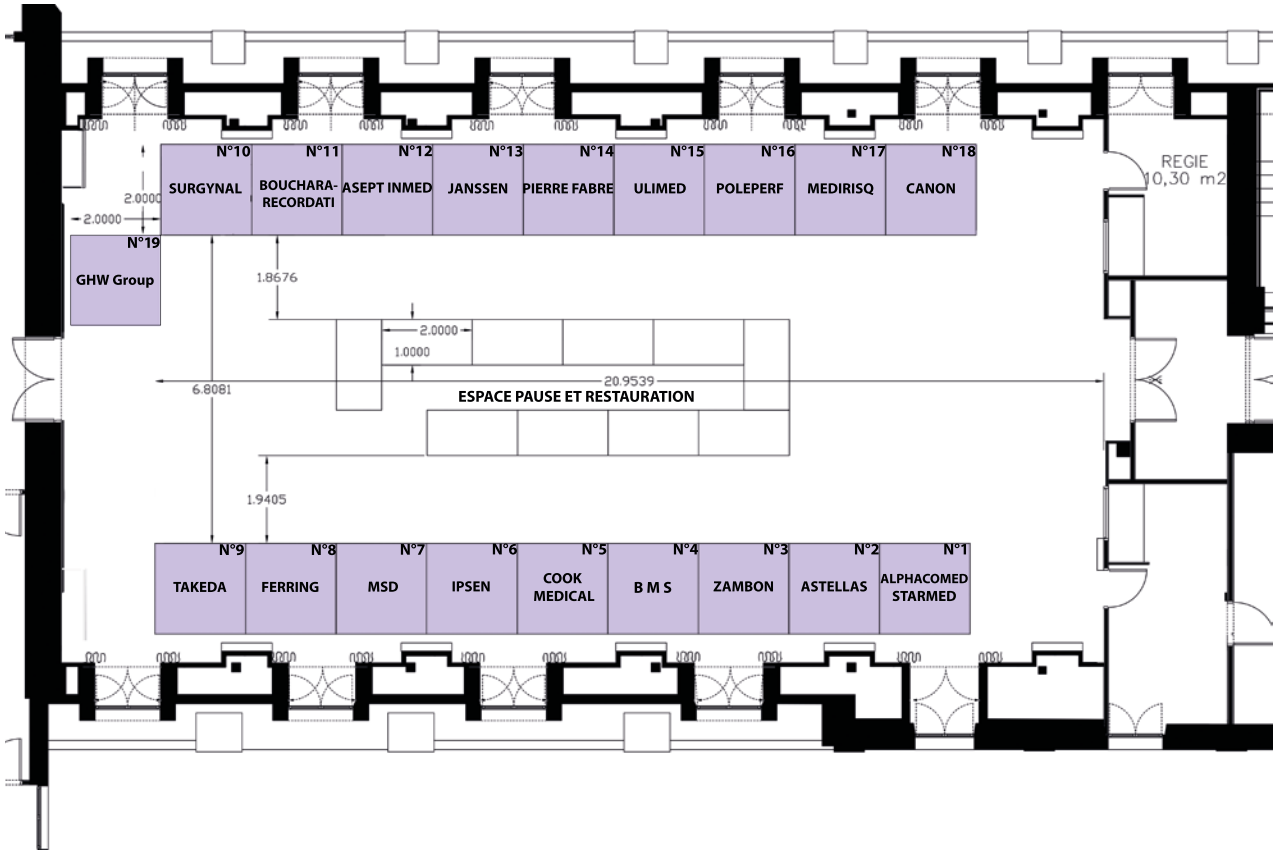 N°10
N°11
N°12
N°13
N°14
N°15
N°16
N°17
N°18
SURGYNAL
BOUCHARA-
RECORDATI
ASEPT INMED
JANSSEN
PIERRE FABRE
ULIMED
POLEPERF
MEDIRISQ
CANON
REGIE
10,30 m2
2.0000
2.0000
N°19
GHW Group
1.8676
2.0000
1.0000
6.8081
20.9539
ESPACE PAUSE ET RESTAURATION
1.9405
N°9
N°8
N°7
N°6
N°5
N°4
N°3
N°2
N°1
TAKEDA
FERRING
MSD
IPSEN
COOK
MEDICAL
B M S
ZAMBON
ASTELLAS
ALPHACOMED
STARMED